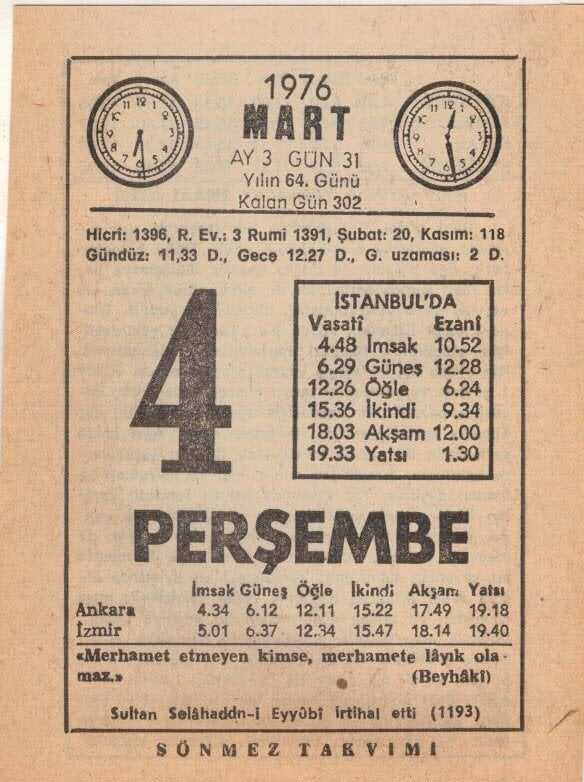 1976
MART
AY 3 GÜN 31
Yılın 64. Günü
Kalan Gün 302
Hicrî: 1396, R. Ev.: 3 Rumi 1391, Şubat: 20, Kasım: 118
Gündüz: 11,33 D., Gece 12.27 D., G. uzaması: 2 D.
4
İSTANBUL'DA
Vasatî Ezanî
4.48 İmsak 10.52
6.29 Güneş 12.28
12.26 Öğle 6.24
15.36 İkindi 9.34
18.03 Akşam 12.00
19.33 Yatsı 1.30
PERŞEMBE
İmsak Güneş Öğle İkindi Akşam Yatsı
Ankara 4.34 6.12 12.11 15.22 17.49 19.18
İzmir 5.01 6.37 12.34 15.47 18.14 19.40
«Merhamet etmeyen kimse, merhamete lâyık ola-
maz.» (Beyhâkî)
Sultan Selâhaddn-i Eyyûbî irtihal etti (1193)
SÖNMEZ TAKVİMİ